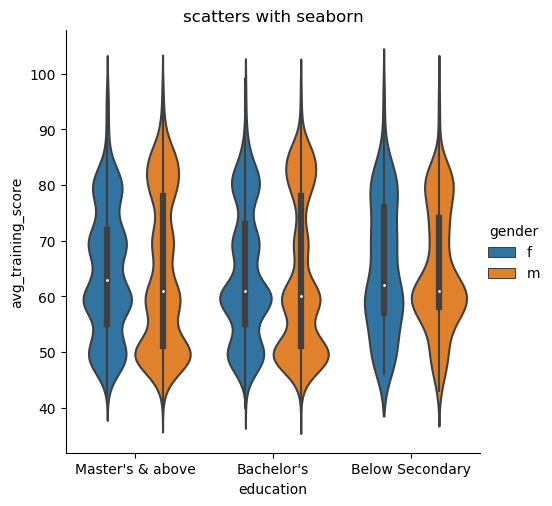 scatters with seaborn
100
90
80
70
60
50
40
avg_training_score
Master's & above
Bachelor's
Below Secondary
education
gender
f
m